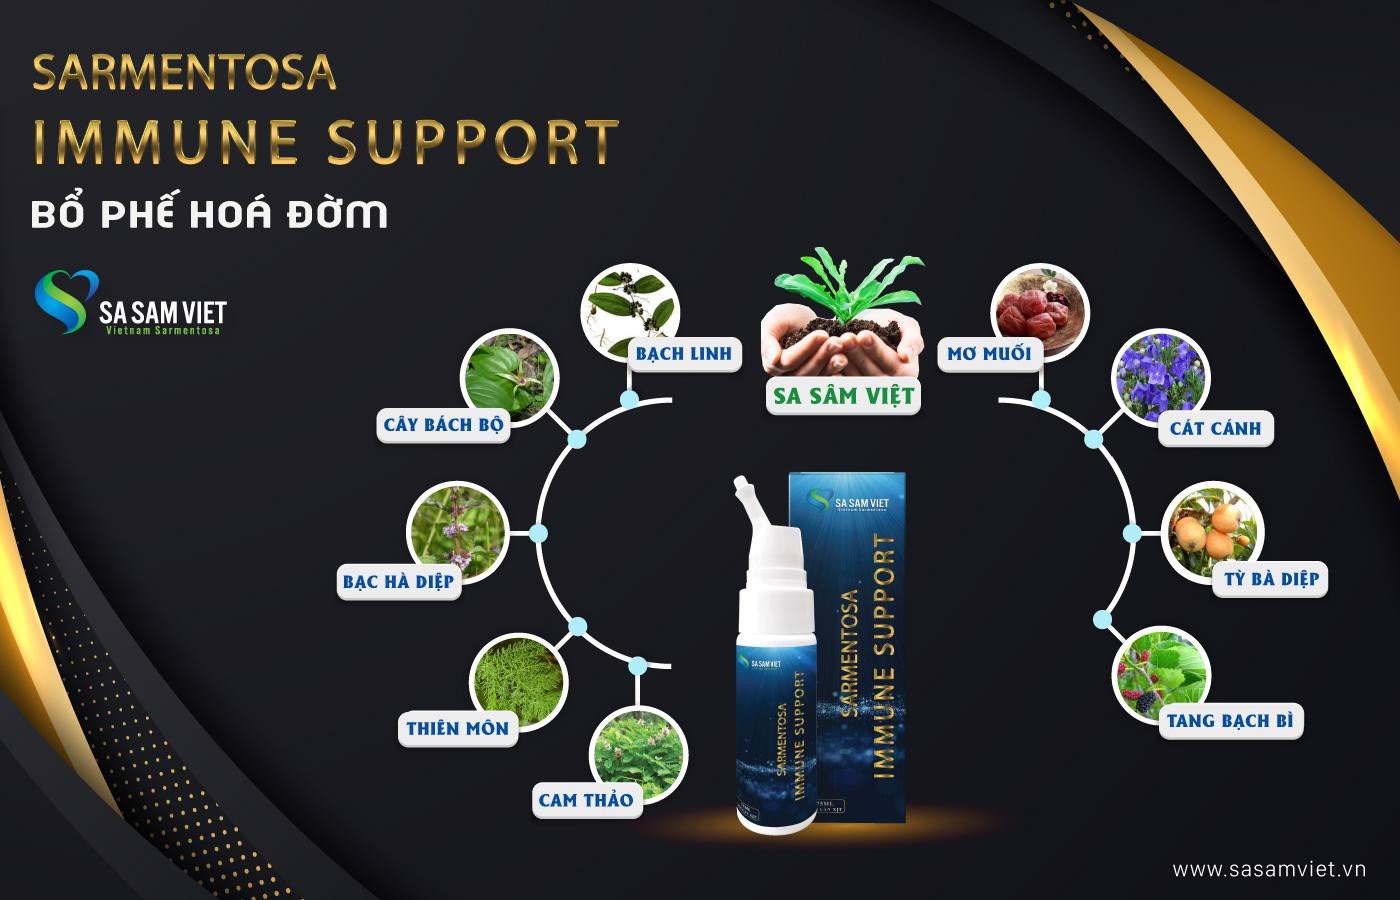 SARMENTOSA
IMMUNE SUPPORT
BỔ PHẾ HOÁ ĐỜM
SA SAM VIET
Vietnam Sarmentosa
BẠCH LINH
MƠ MUỐI
SA SÂM VIỆT
CÂY BÁCH BỘ
CÁT CÁNH
BẠC HÀ DIỆP
TỲ BÀ DIỆP
THIÊN MÔN
TANG BẠCH BÌ
CAM THẢO
SA SAM VIET
Vietnam Sarmentosa
SARMENTOSA
IMMUNE SUPPORT
75ML
SA SAM VIET
SARMENTOSA
IMMUNE SUPPORT
www.sasamviet.vn